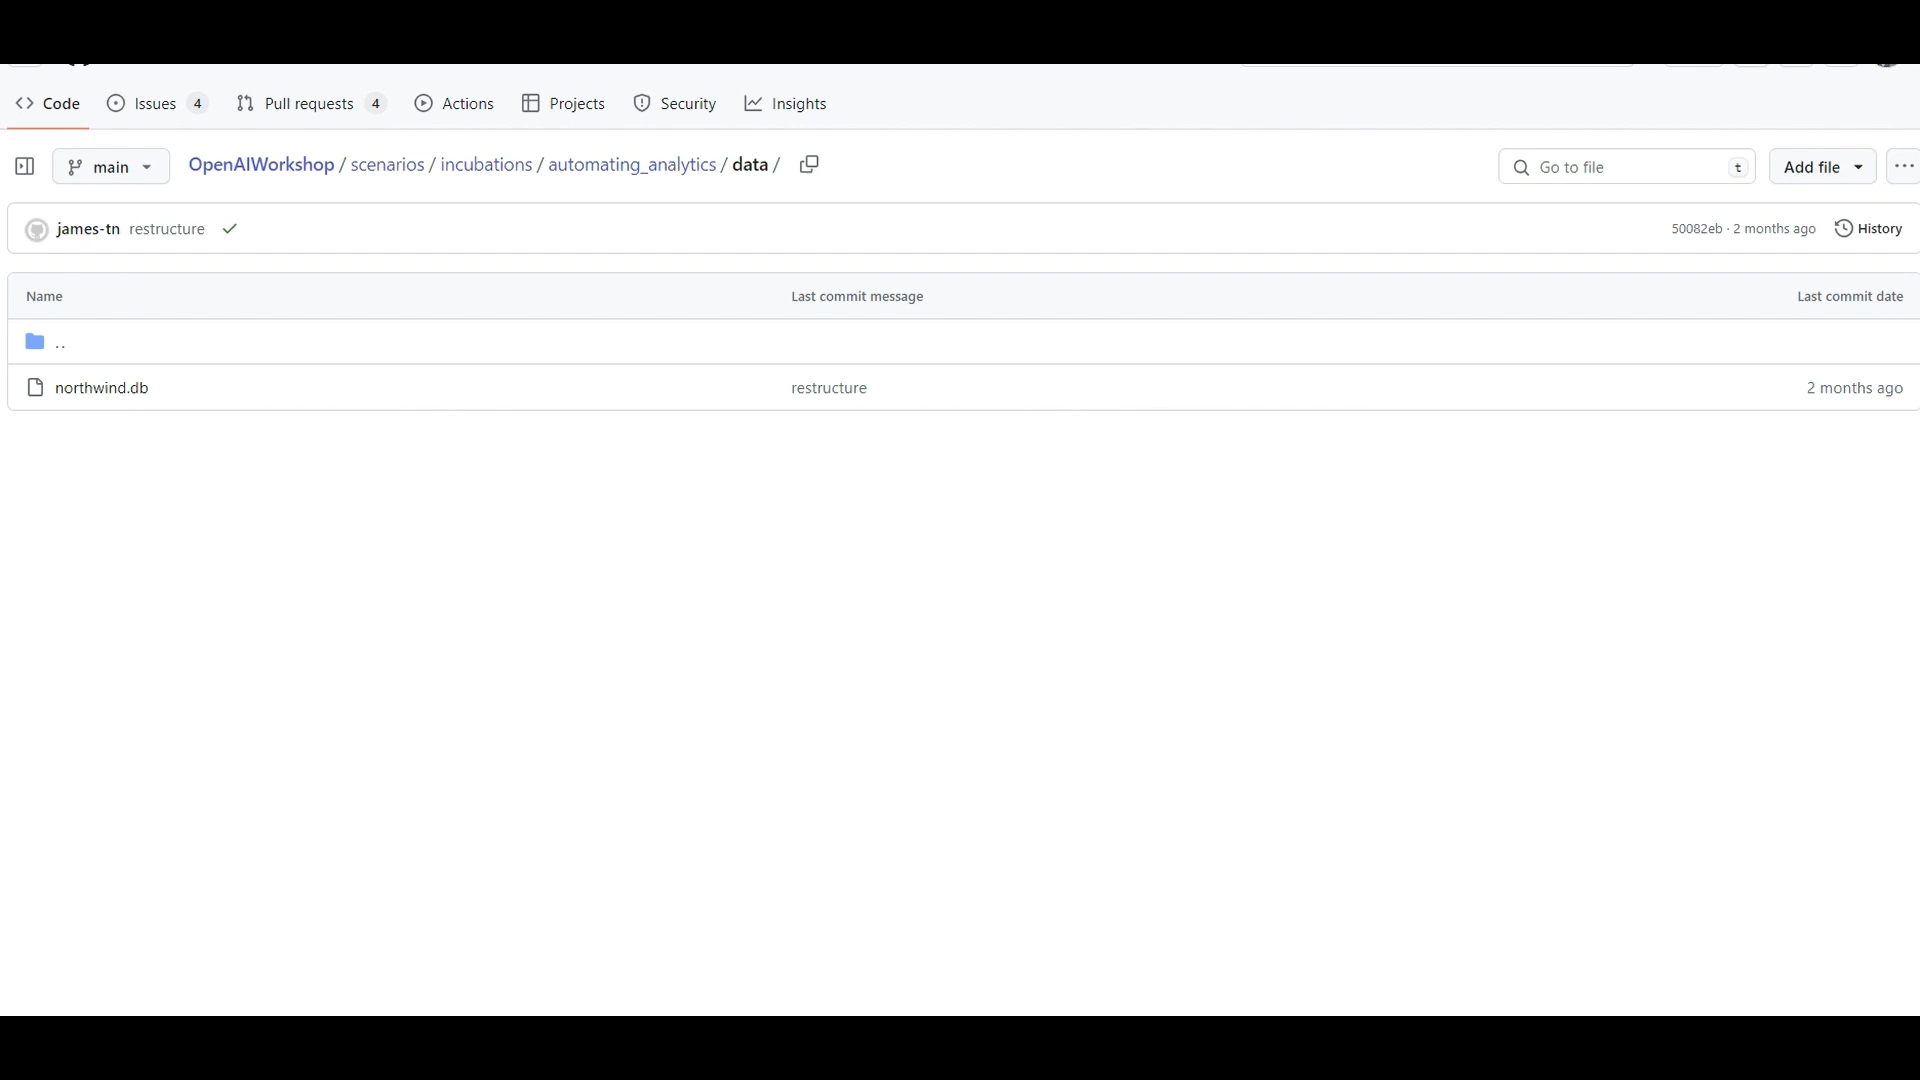 Code Issues 4 Pull requests 4 Actions Projects Security Insights
main OpenAIWorkshop / scenarios / incubations / automating_analytics / data / Go to file t Add file
james-tn restructure 50082eb · 2 months ago History
Name Last commit message Last commit date
..
northwind.db restructure 2 months ago